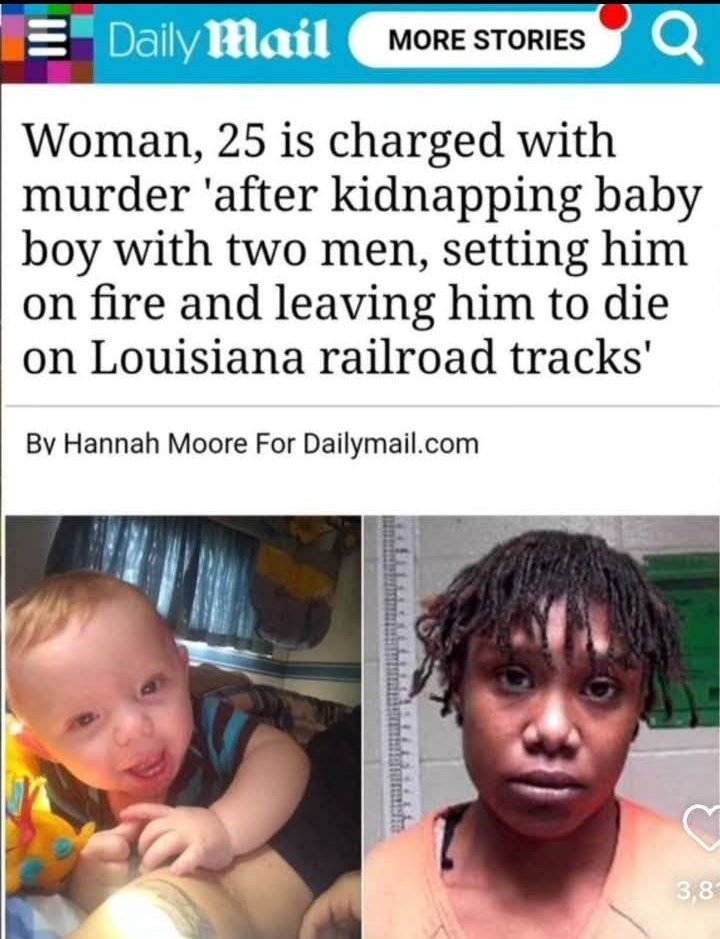 Daily Mail MORE STORIES
Woman, 25 is charged with
murder 'after kidnapping baby
boy with two men, setting him
on fire and leaving him to die
on Louisiana railroad tracks'
By Hannah Moore For Dailymail.com